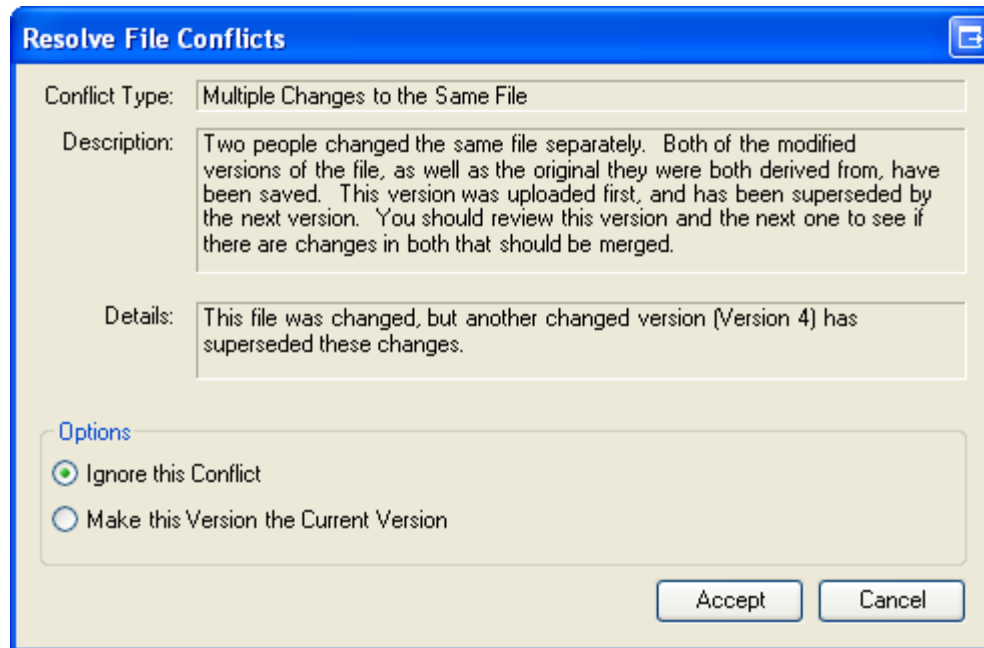 Resolve File Conflicts
Conflict Type: Multiple Changes to the Same File
Description: Two people changed the same file separately.  Both of the modified
versions of the file, as well as the original they were both derived from, have
been saved.  This version was uploaded first, and has been superseded by
the next version.  You should review this version and the next one to see if
there are changes in both that should be merged.
Details: This file was changed, but another changed version (Version 4) has
superseded these changes.
Options
Ignore this Conflict
Make this Version the Current Version
Accept Cancel